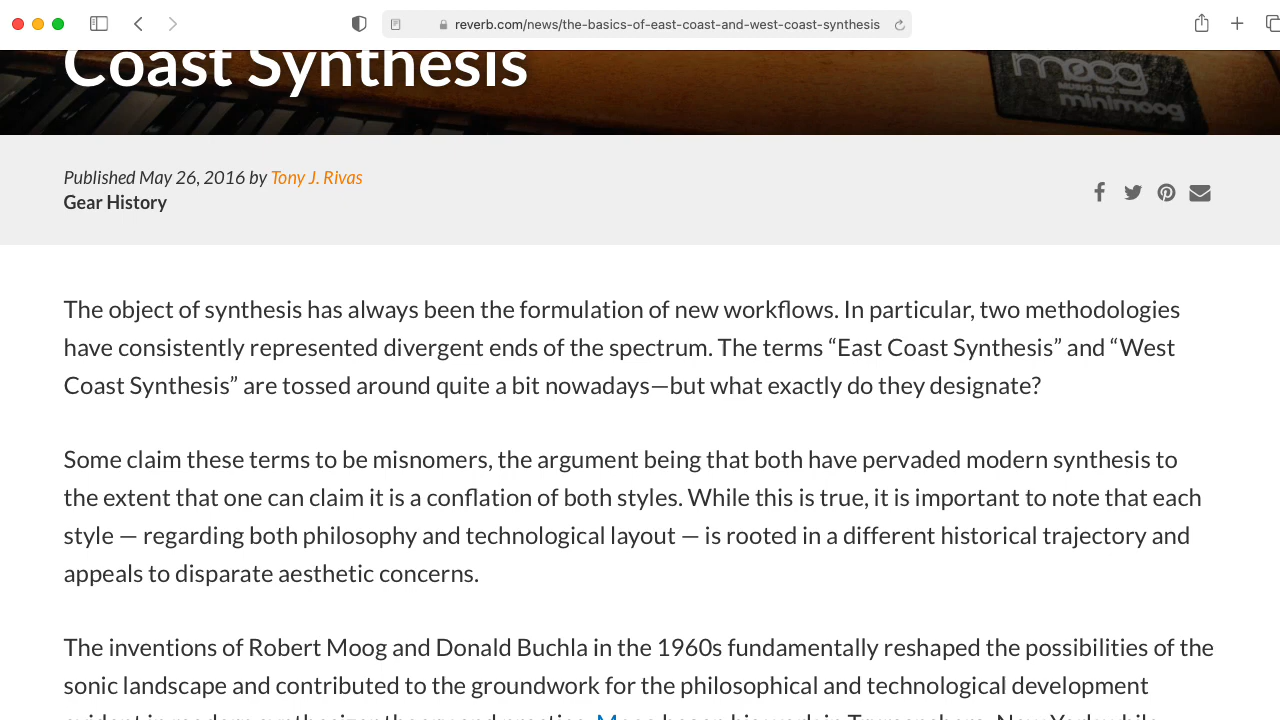 reverb.com/news/the-basics-of-east-coast-and-west-coast-synthesis
Coast Synthesis
moog
MUSIC INC.
minimoog
Published May 26, 2016 by Tony J. Rivas
Gear History
The object of synthesis has always been the formulation of new workflows. In particular, two methodologies
have consistently represented divergent ends of the spectrum. The terms “East Coast Synthesis” and “West
Coast Synthesis” are tossed around quite a bit nowadays—but what exactly do they designate?
Some claim these terms to be misnomers, the argument being that both have pervaded modern synthesis to
the extent that one can claim it is a conflation of both styles. While this is true, it is important to note that each
style — regarding both philosophy and technological layout — is rooted in a different historical trajectory and
appeals to disparate aesthetic concerns.
The inventions of Robert Moog and Donald Buchla in the 1960s fundamentally reshaped the possibilities of the
sonic landscape and contributed to the groundwork for the philosophical and technological development